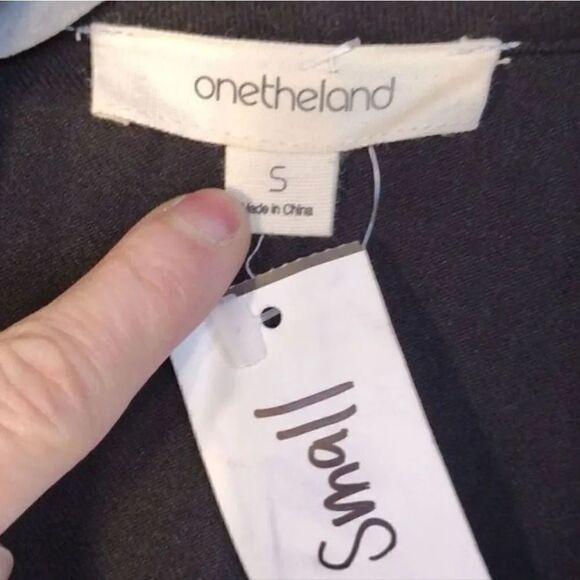 onetheland
S
Made in China
Small